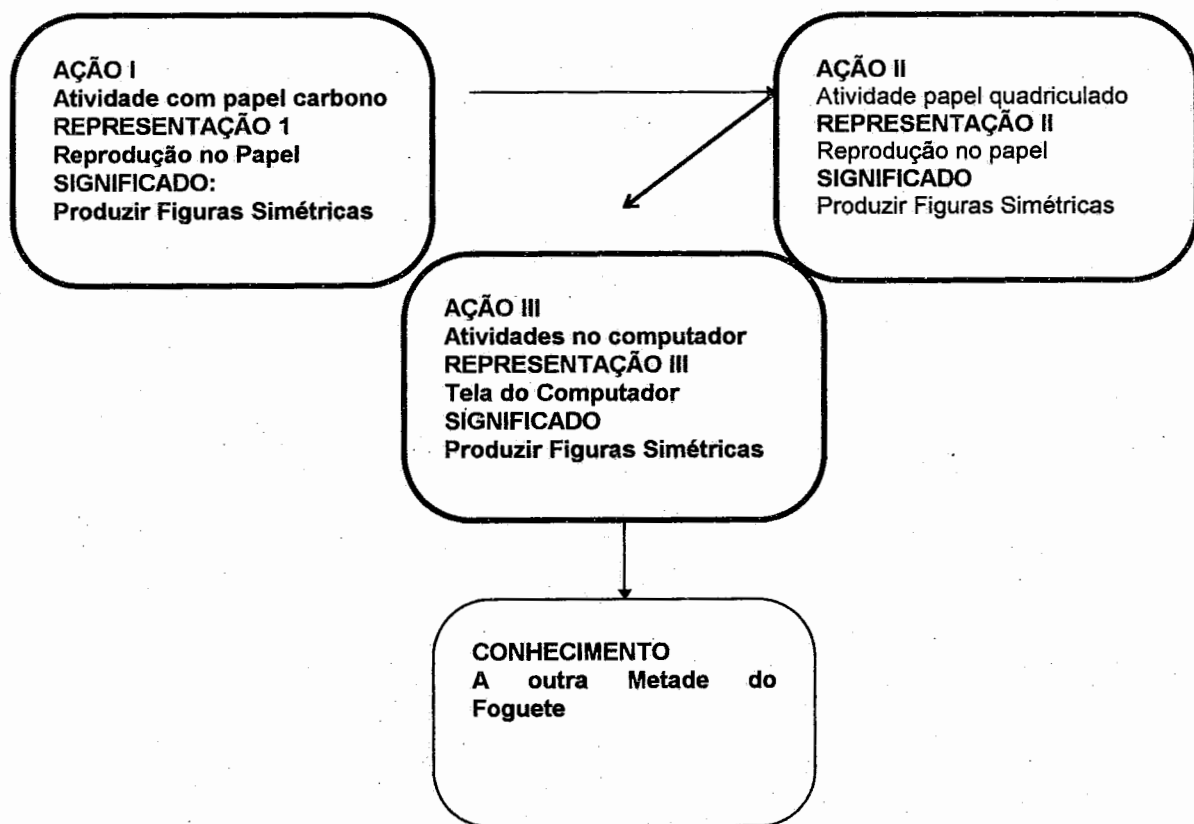 AÇÃO I
Atividade com papel carbono
REPRESENTAÇÃO 1
Reprodução no Papel
SIGNIFICADO:
Produzir Figuras Simétricas
AÇÃO II
Atividade papel quadriculado
REPRESENTAÇÃO II
Reprodução no papel
SIGNIFICADO
Produzir Figuras Simétricas
AÇÃO III
Atividades no computador
REPRESENTAÇÃO III
Tela do Computador
SIGNIFICADO
Produzir Figuras Simétricas
CONHECIMENTO
A outra Metade do
Foguete